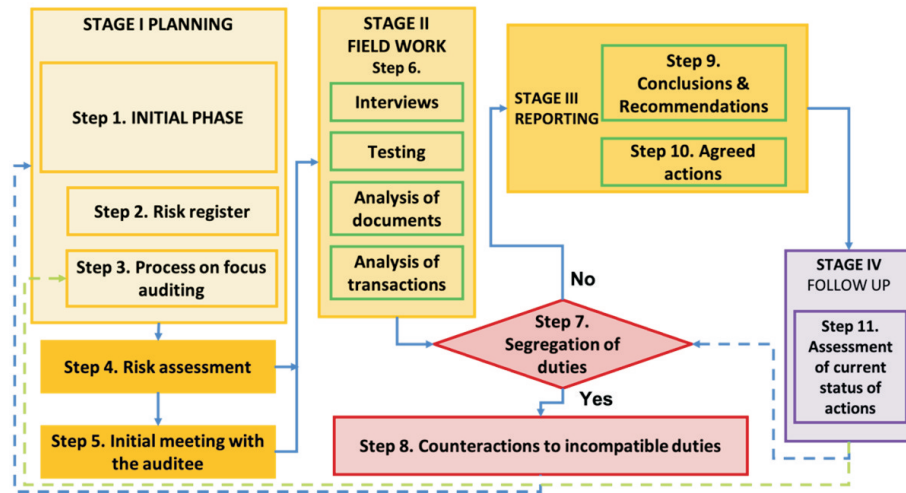 STAGE I PLANNING
Step 1. INITIAL PHASE
Step 2. Risk register
Step 3. Process on focus
auditing
Step 4. Risk assessment
Step 5. Initial meeting with
the auditee
STAGE II
FIELD WORK
Step 6.
Interviews
Testing
Analysis of
documents
Analysis of
transactions
Step 7.
Segregation of
duties
No
Yes
Step 8. Counteractions to incompatible duties
STAGE III
REPORTING
Step 9.
Conclusions &
Recommendations
Step 10. Agreed
actions
STAGE IV
FOLLOW UP
Step 11.
Assessment
of current
status of
actions